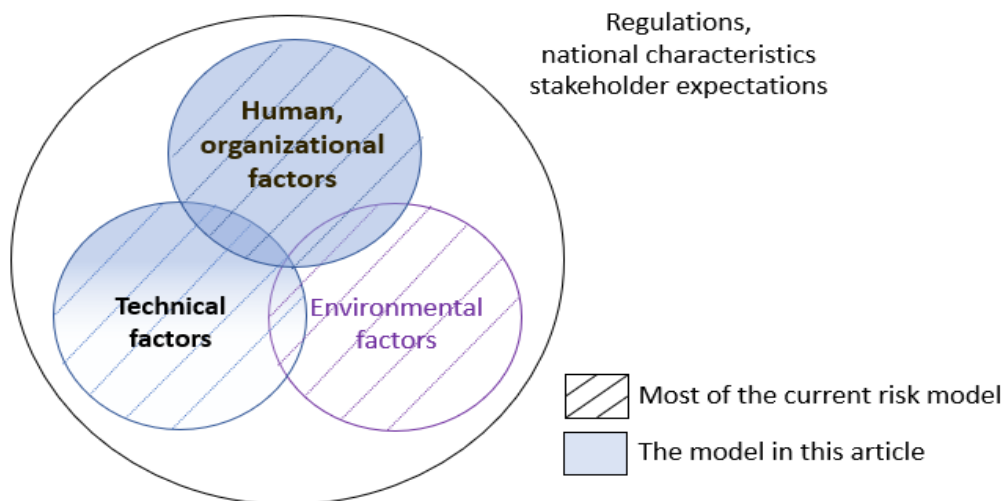 Regulations,
national characteristics
stakeholder expectations
Human,
organizational
factors
Technical
factors
Environmental
factors
Most of the current risk model
The model in this article